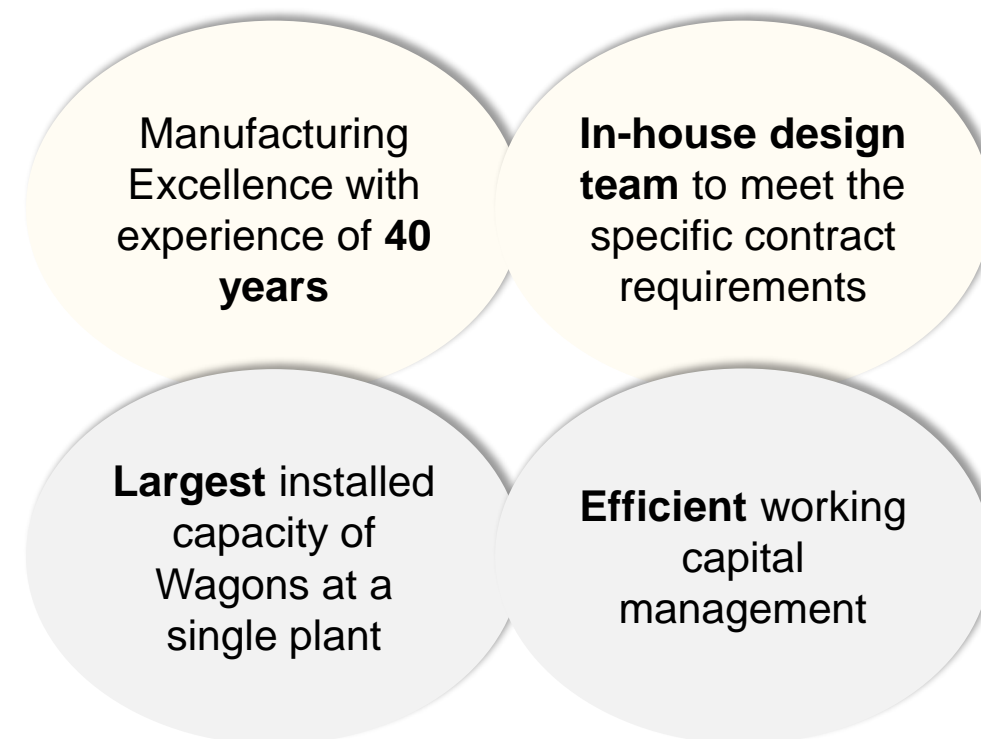 Manufacturing
Excellence with
experience of 40
years
In-house design
team to meet the
specific contract
requirements
Largest installed
capacity of
Wagons at a
single plant
Efficient working
capital
management